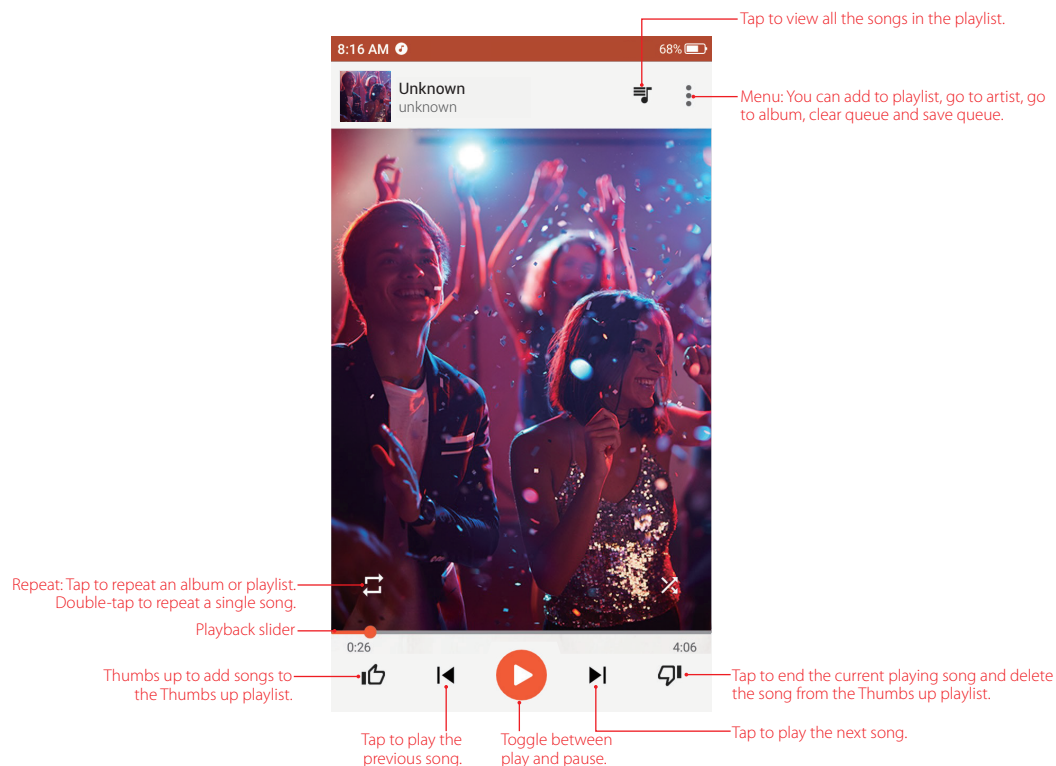 Tap to view all the songs in the playlist.
8:16 AM
68%
Unknown
unknown
Menu: You can add to playlist, go to artist, go
to album, clear queue and save queue.
Repeat: Tap to repeat an album or playlist.
Double-tap to repeat a single song.
Playback slider
0:26
4:06
Thumbs up to add songs to
the Thumbs up playlist.
Tap to end the current playing song and delete
the song from the Thumbs up playlist.
Tap to play the
previous song.
Toggle between
play and pause.
Tap to play the next song.